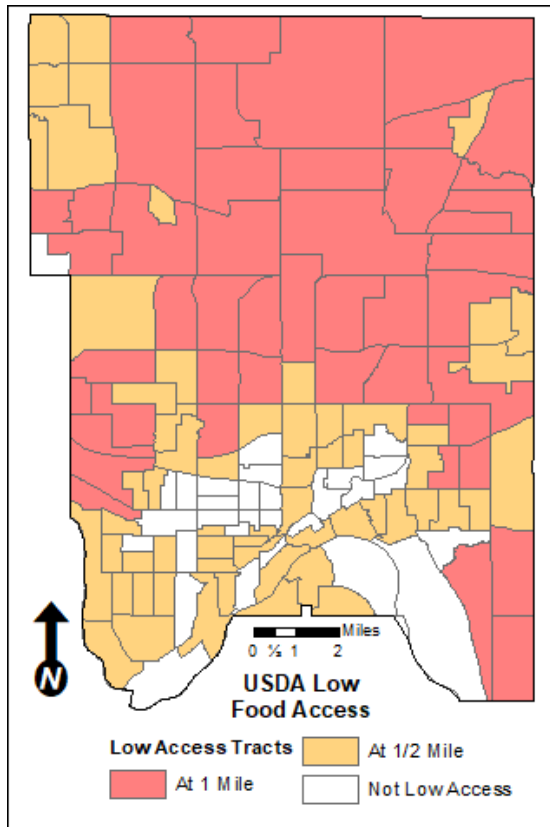 N
Miles
0 ½ 1 2
USDA Low
Food Access
Low Access Tracts
At 1/2 Mile
At 1 Mile
Not Low Access